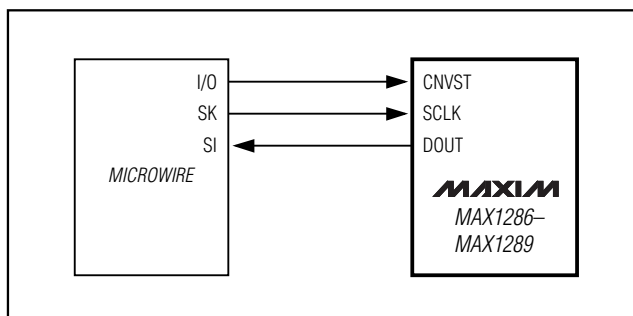 I/O
SK
SI
MICROWIRE
CNVST
SCLK
DOUT
MAXIM
MAX1286–
MAX1289